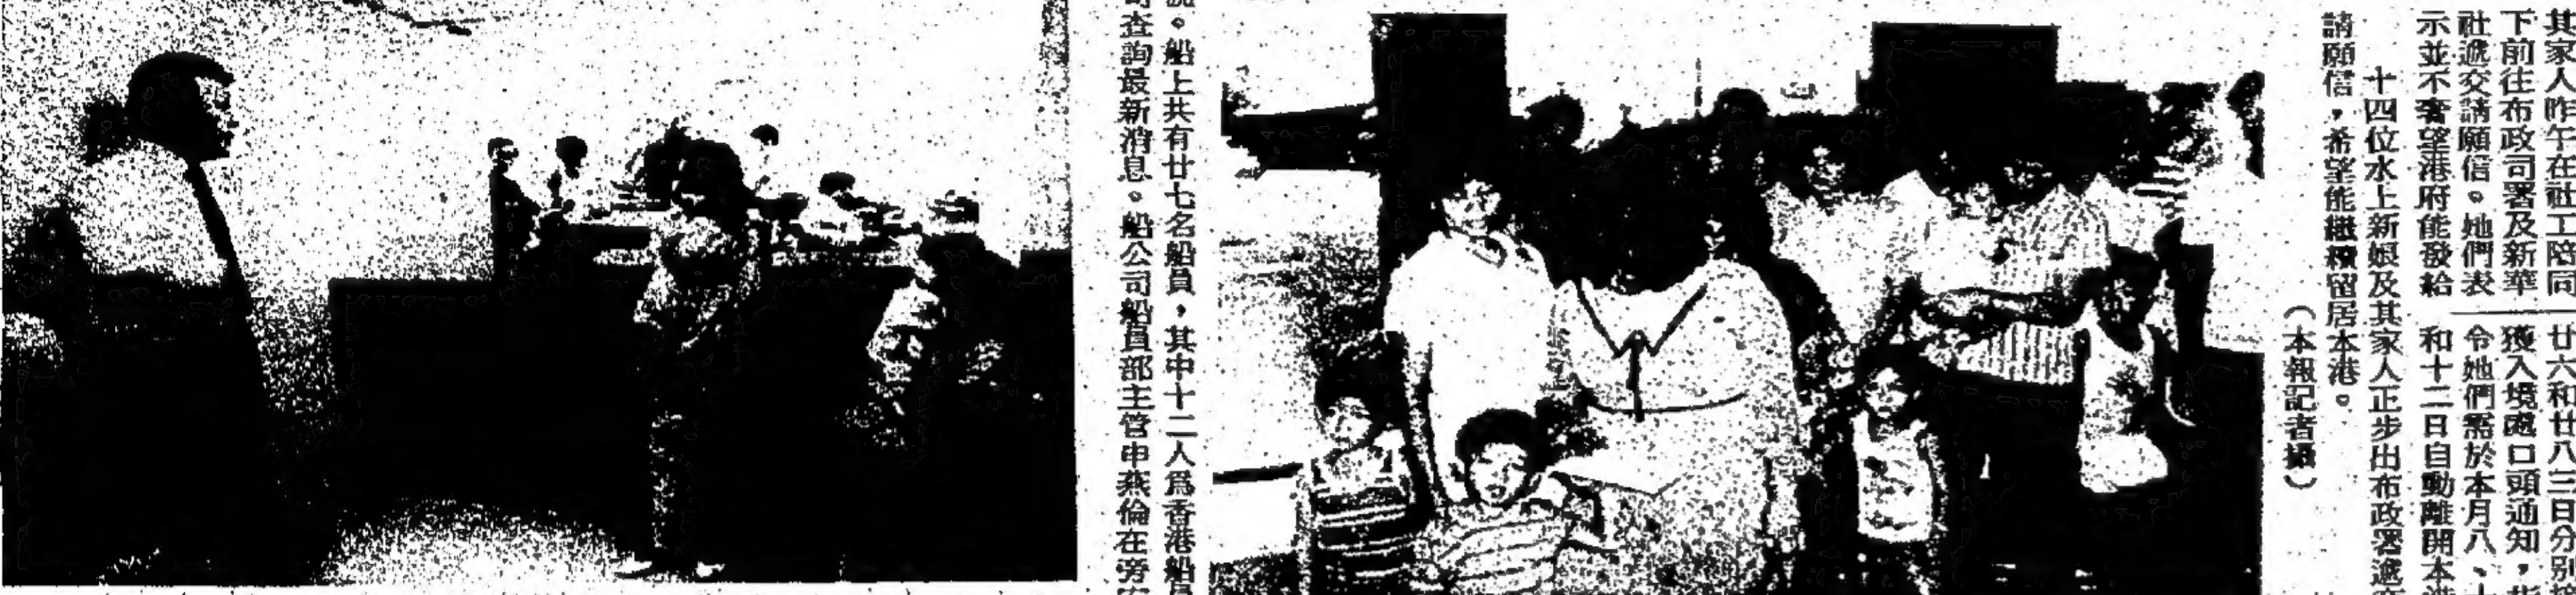 其家人昨午在社工陪同
下前往布政司署及新華
社遞交請願信。她們表
示並不奢望港府能發給
廿六和廿八三日分別
獲入境處口頭通知,指
令她們需於本月八、十
和十二日自動離開本港
十四位水上新娘及其家人正步出布政署遞交
請願信,希望能繼續留居本港。
(本報記者攝)
說。船上共有廿七名船員,其中十二人爲香港船員
司查詢最新消息。船公司船員部主管申燕倫在旁